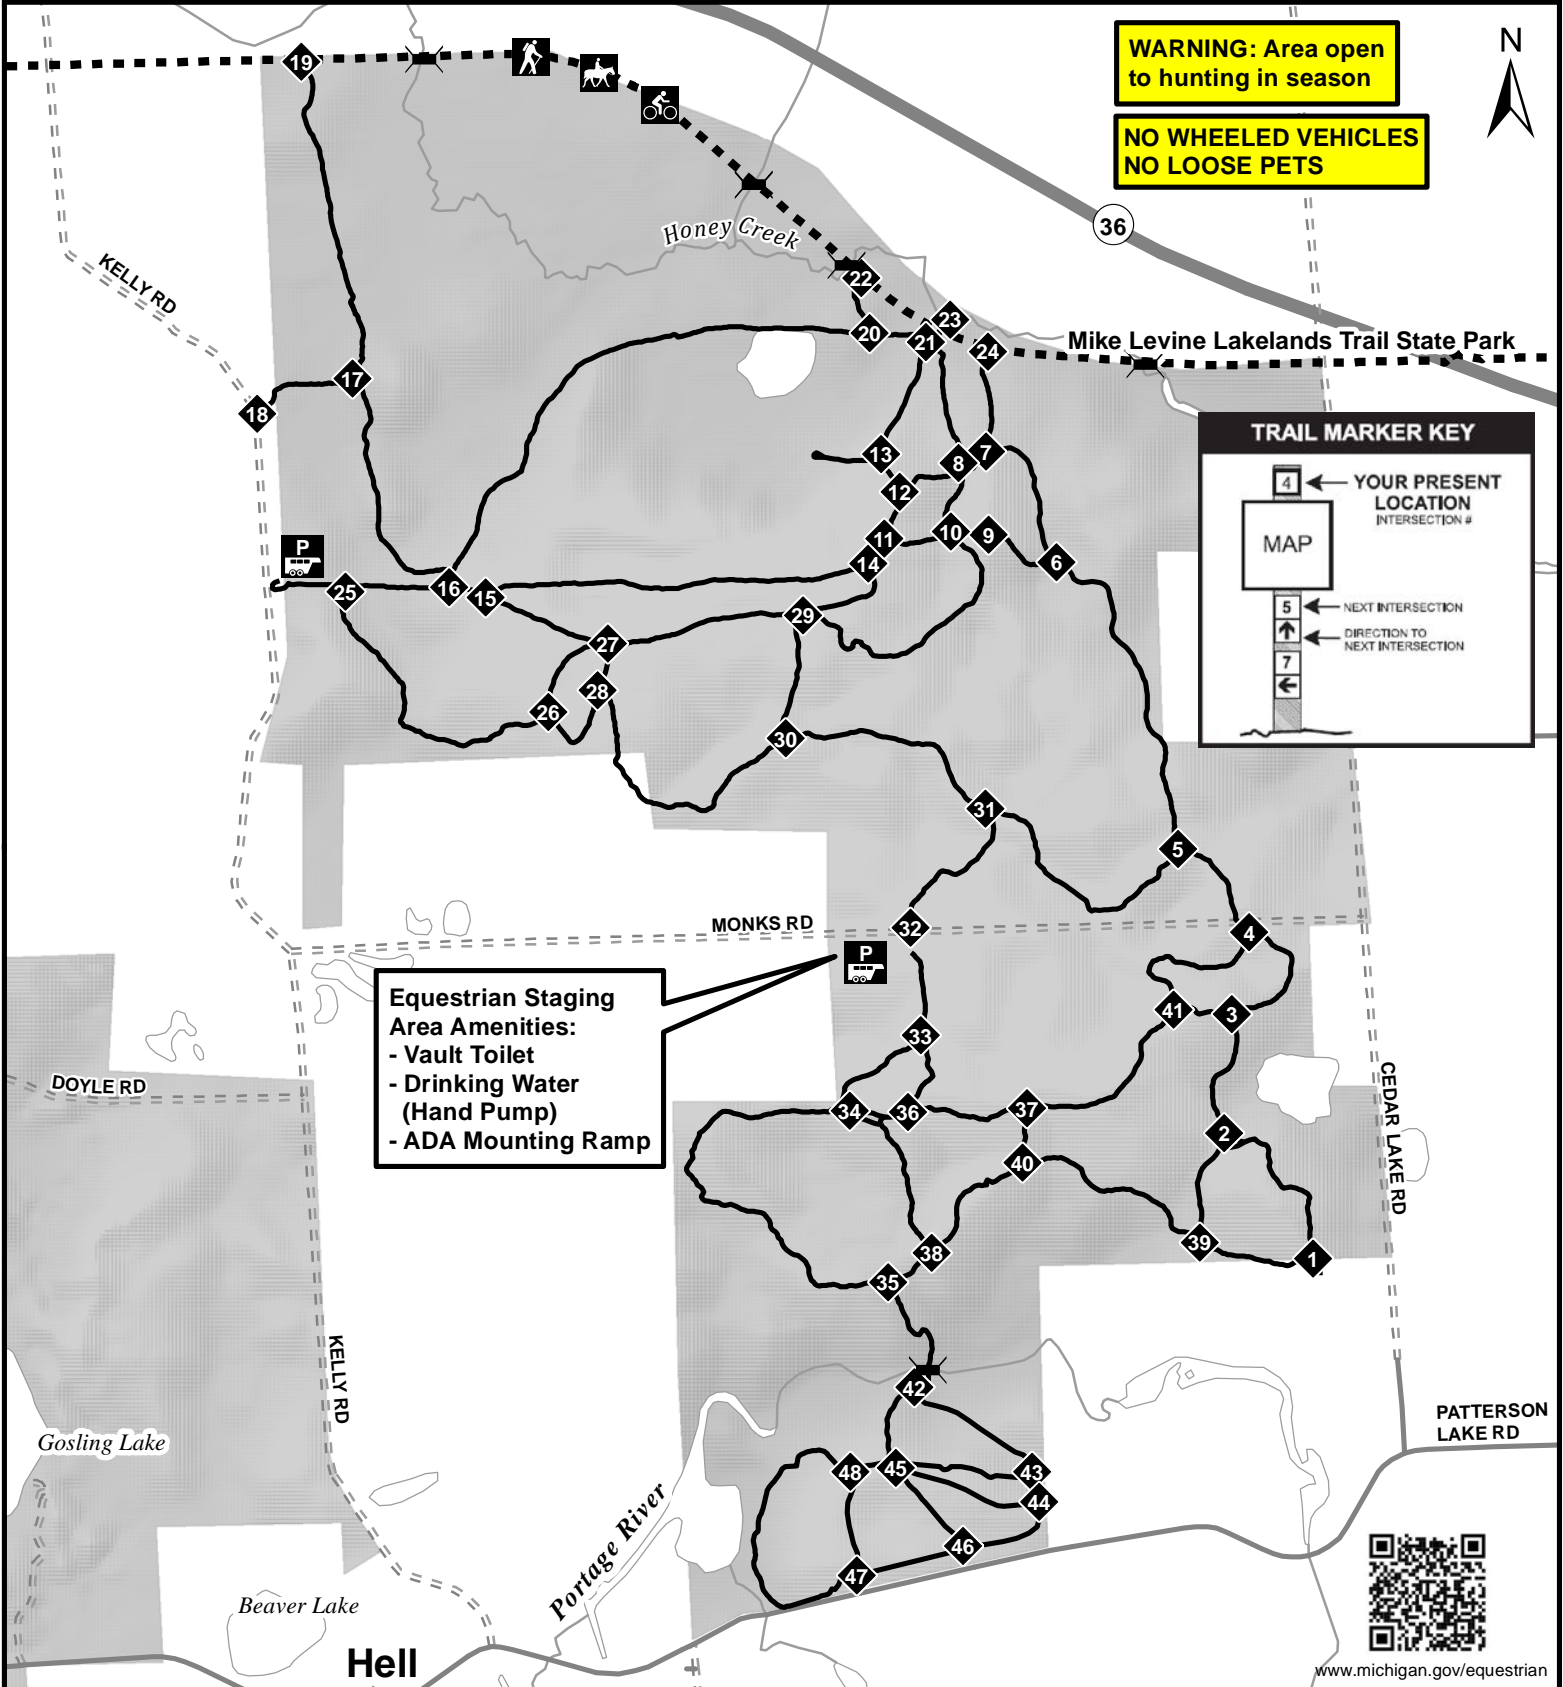 WARNING: Area open
to hunting in season
NO WHEELED VEHICLES
NO LOOSE PETS
N
36
Honey Creek
KELLY RD
Mike Levine Lakelands Trail State Park
TRAIL MARKER KEY
4
YOUR PRESENT
LOCATION
INTERSECTION #
MAP
5
NEXT INTERSECTION
DIRECTION TO
NEXT INTERSECTION
7
19
22
23
20
21
24
17
18
13
8
7
12
10
9
11
14
6
P
25
16
15
29
27
28
26
30
31
5
MONKS RD
32
4
P
Equestrian Staging
Area Amenities:
- Vault Toilet
- Drinking Water
(Hand Pump)
- ADA Mounting Ramp
41
3
33
DOYLE RD
34
36
37
2
40
CEDAR LAKE RD
39
1
38
35
KELLY RD
42
PATTERSON
LAKE RD
Gosling Lake
48
45
43
44
46
47
Portage River
Beaver Lake
Hell
www.michigan.gov/equestrian